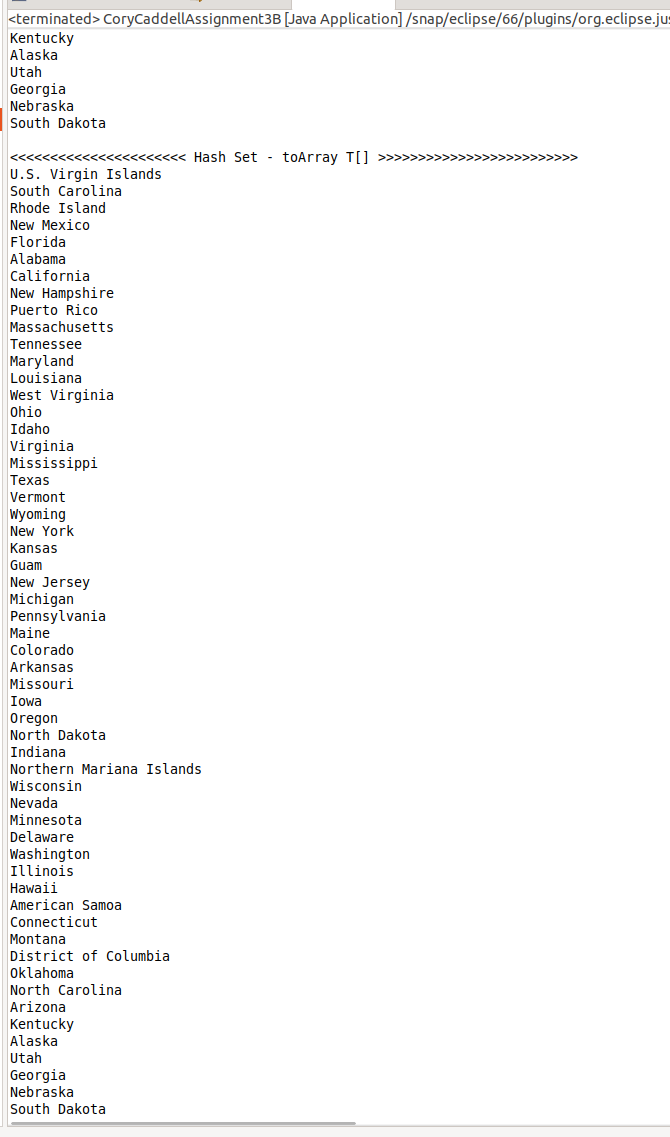 <terminated> CoryCaddellAssignment3B [Java Application] /snap/eclipse/66/plugins/org.eclipse.jus
Kentucky
Alaska
Utah
Georgia
Nebraska
South Dakota
<<<<<<<<<<<<<<<<<<<<<< Hash Set - toArray T[] >>>>>>>>>>>>>>>>>>>>>>>>>
U.S. Virgin Islands
South Carolina
Rhode Island
New Mexico
Florida
Alabama
California
New Hampshire
Puerto Rico
Massachusetts
Tennessee
Maryland
Louisiana
West Virginia
Ohio
Idaho
Virginia
Mississippi
Texas
Vermont
Wyoming
New York
Kansas
Guam
New Jersey
Michigan
Pennsylvania
Maine
Colorado
Arkansas
Missouri
Iowa
Oregon
North Dakota
Indiana
Northern Mariana Islands
Wisconsin
Nevada
Minnesota
Delaware
Washington
Illinois
Hawaii
American Samoa
Connecticut
Montana
District of Columbia
Oklahoma
North Carolina
Arizona
Kentucky
Alaska
Utah
Georgia
Nebraska
South Dakota